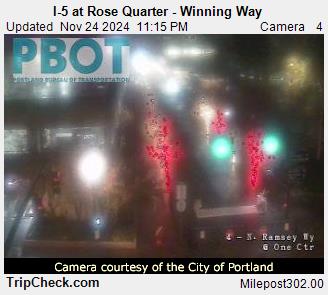 I-5 at Rose Quarter - Winning Way
Updated Nov 24 2024 11:15 PM Camera 4
PBOT
PORTLAND BUREAU OF TRANSPORTATION
4 - N. Ramsey Wy
@ One Ctr
Camera courtesy of the City of Portland
TripCheck.com Milepost302.00